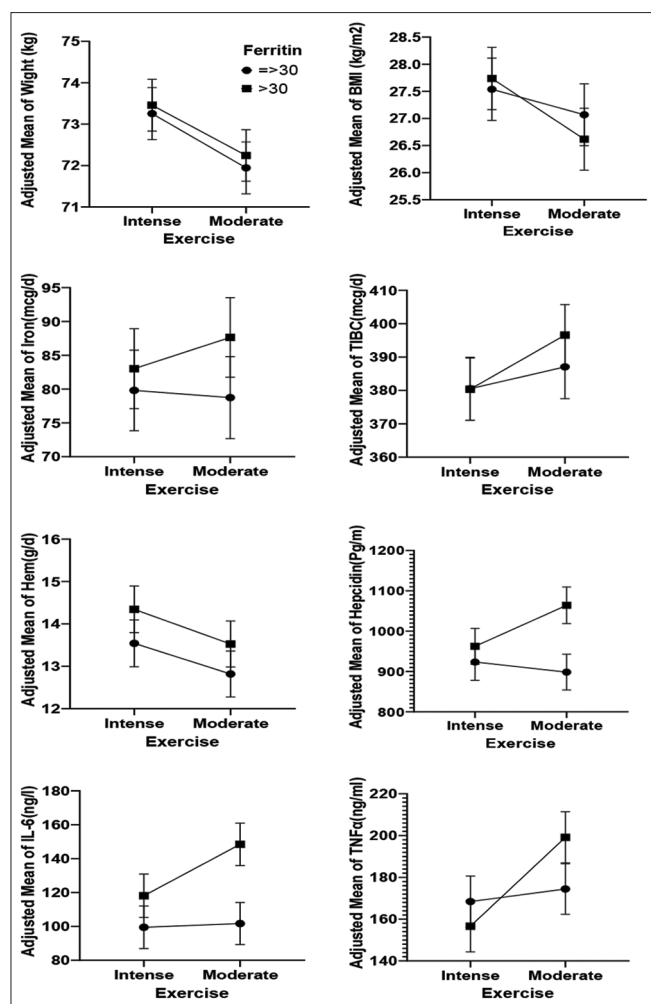 Adjusted Mean of Wight (kg)
75
74
73
72
71
Ferritin
=>30
>30
Intense Moderate
Exercise
Adjusted Mean of BMI (kg/m2)
28.5
28.0
27.5
27.0
26.5
26.0
25.5
Intense Moderate
Exercise
Adjusted Mean of Iron(mcg/d)
95
90
85
80
75
70
Intense Moderate
Exercise
Adjusted Mean of TIBC(mcg/d)
410
400
390
380
370
360
Intense Moderate
Exercise
Adjusted Mean of Hem(g/d)
16
15
14
13
12
Intense Moderate
Exercise
Adjusted Mean of Hepcidin(Pg/m)
1200
1100
1000
900
800
Intense Moderate
Exercise
Adjusted Mean of IL-6(ng/l)
180
160
140
120
100
80
Intense Moderate
Exercise
Adjusted Mean of TNFα(ng/ml)
220
200
180
160
140
Intense Moderate
Exercise